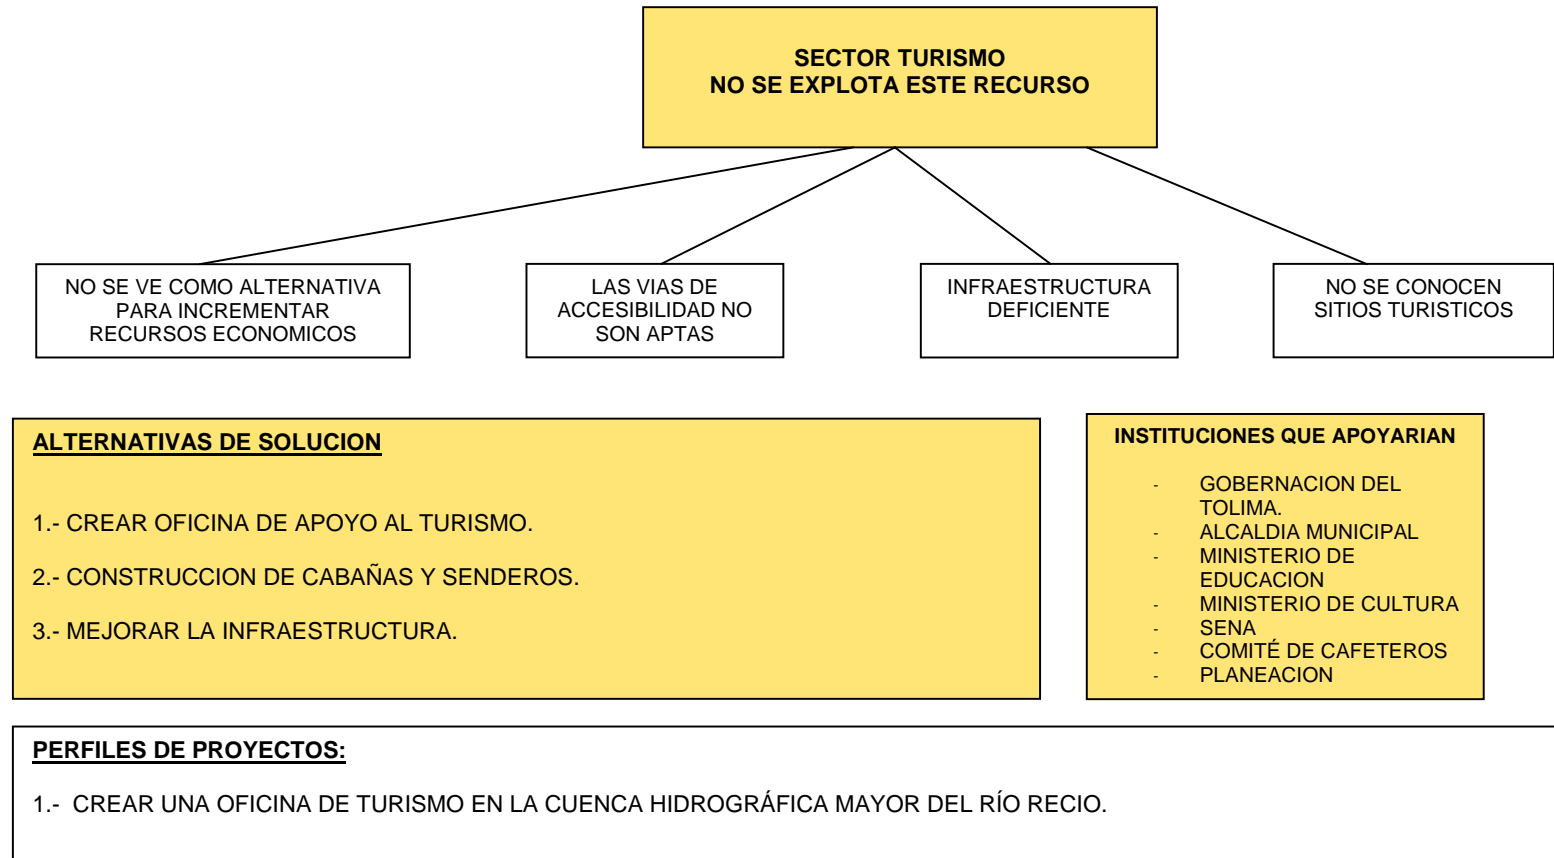 SECTOR TURISMO
NO SE EXPLOTA ESTE RECURSO
NO SE VE COMO ALTERNATIVA
PARA INCREMENTAR
RECURSOS ECONOMICOS
LAS VIAS DE
ACCESIBILIDAD NO
SON APTAS
INFRAESTRUCTURA
DEFICIENTE
NO SE CONOCEN
SITIOS TURISTICOS
ALTERNATIVAS DE SOLUCION
1.- CREAR OFICINA DE APOYO AL TURISMO.
2.- CONSTRUCCION DE CABAÑAS Y SENDEROS.
3.- MEJORAR LA INFRAESTRUCTURA.
INSTITUCIONES QUE APOYARIAN
- GOBERNACION DEL
TOLIMA.
- ALCALDIA MUNICIPAL
- MINISTERIO DE
EDUCACION
- MINISTERIO DE CULTURA
- SENA
- COMITÉ DE CAFETEROS
- PLANEACION
PERFILES DE PROYECTOS:
1.- CREAR UNA OFICINA DE TURISMO EN LA CUENCA HIDROGRÁFICA MAYOR DEL RÍO RECIO.